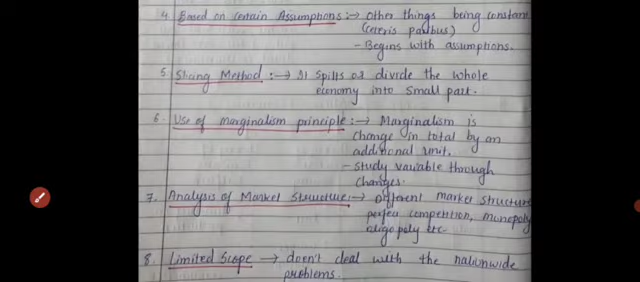 4. Based on certain Assumptions :→ Other things being constant
(ceteris paribus)
- Begins with assumptions.
5. Slicing Method :→ It splits or divide the whole
economy into small part.
6. Use of marginalism principle :→ Marginalism is
change in total by an
additional unit.
- Study variable through
changes.
7. Analysis of Market Structure :→ Different market structure
perfect competition, monopoly
oligopoly etc.
8. Limited Scope → doen't deal with the nationwide
problems.